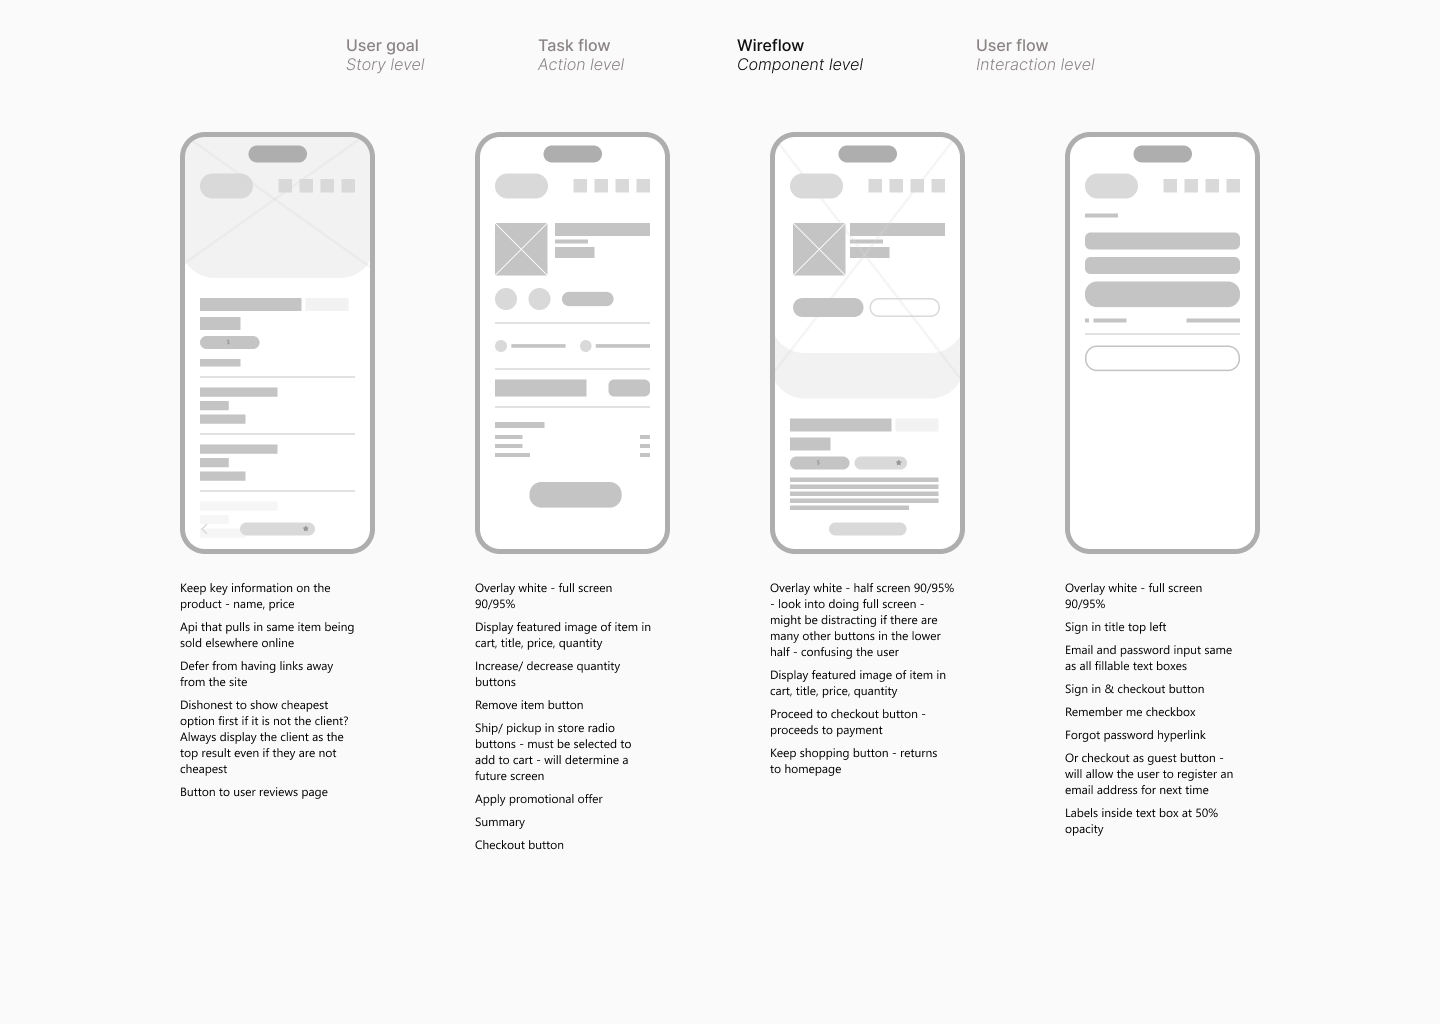 User goal
Story level
Task flow
Action level
Wireflow
Component level
User flow
Interaction level
$
Keep key information on the
product - name, price
Api that pulls in same item being
sold elsewhere online
Defer from having links away
from the site
Dishonest to show cheapest
option first if it is not the client?
Always display the client as the
top result even if they are not
cheapest
Button to user reviews page
Overlay white - full screen
90/95%
Display featured image of item in
cart, title, price, quantity
Increase/ decrease quantity
buttons
Remove item button
Ship/ pickup in store radio
buttons - must be selected to
add to cart - will determine a
future screen
Apply promotional offer
Summary
Checkout button
$
Overlay white - half screen 90/95%
- look into doing full screen -
might be distracting if there are
many other buttons in the lower
half - confusing the user
Display featured image of item in
cart, title, price, quantity
Proceed to checkout button -
proceeds to payment
Keep shopping button - returns
to homepage
Overlay white - full screen
90/95%
Sign in title top left
Email and password input same
as all fillable text boxes
Sign in & checkout button
Remember me checkbox
Forgot password hyperlink
Or checkout as guest button -
will allow the user to register an
email address for next time
Labels inside text box at 50%
opacity